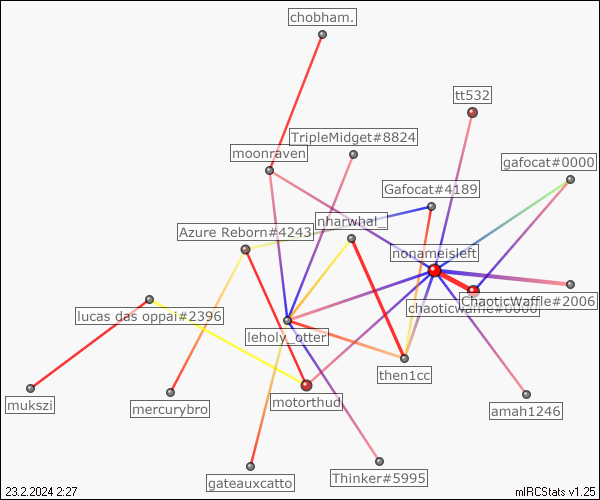 chobham.
tt532
TripleMidget#8824
moonraven
gafocat#0000
Gafocat#4189
nharwhal_
Azure Reborn#4243
nonameisleft
ChaoticWaffle#2006
chaoticwaffle#0000
lucas das oppai#2396
leholy_otter
then1cc
mukszi
mercurybro
motorthud
amah1246
gateauxcatto
Thinker#5995
23.2.2024 2:27
mIRCStats v1.25